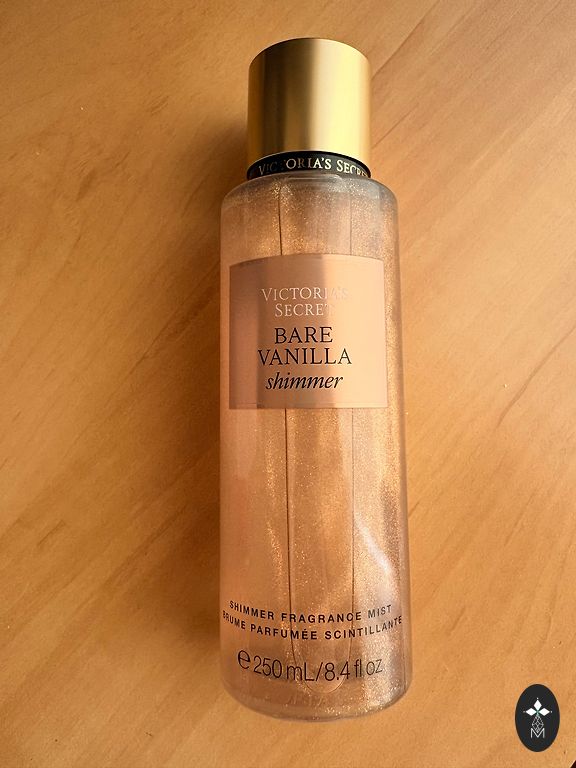 VICTORIA'S SECRET
VICTORIA'S
SECRET
BARE
VANILLA
shimmer
SHIMMER FRAGRANCE MIST
BRUME PARFUMÉE SCINTILLANTE
e 250 mL/8.4 fl oz
M